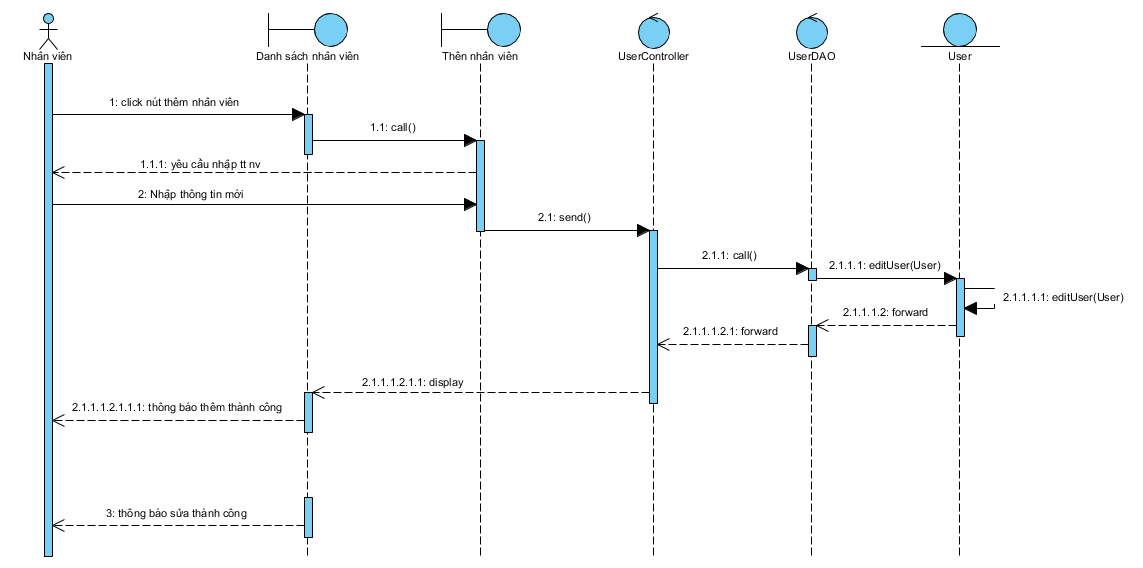 Nhân viên
Danh sách nhân viên
Thên nhân viên
UserController
UserDAO
User
1: click nút thêm nhân viên
1.1: call()
1.1.1: yêu cầu nhập tt nv
2: Nhập thông tin mới
2.1: send()
2.1.1: call()
2.1.1.1: editUser(User)
2.1.1.1.1: editUser(User)
2.1.1.1.2: forward
2.1.1.1.2.1: forward
2.1.1.1.2.1.1: display
2.1.1.1.2.1.1.1: thông báo thêm thành công
3: thông báo sửa thành công